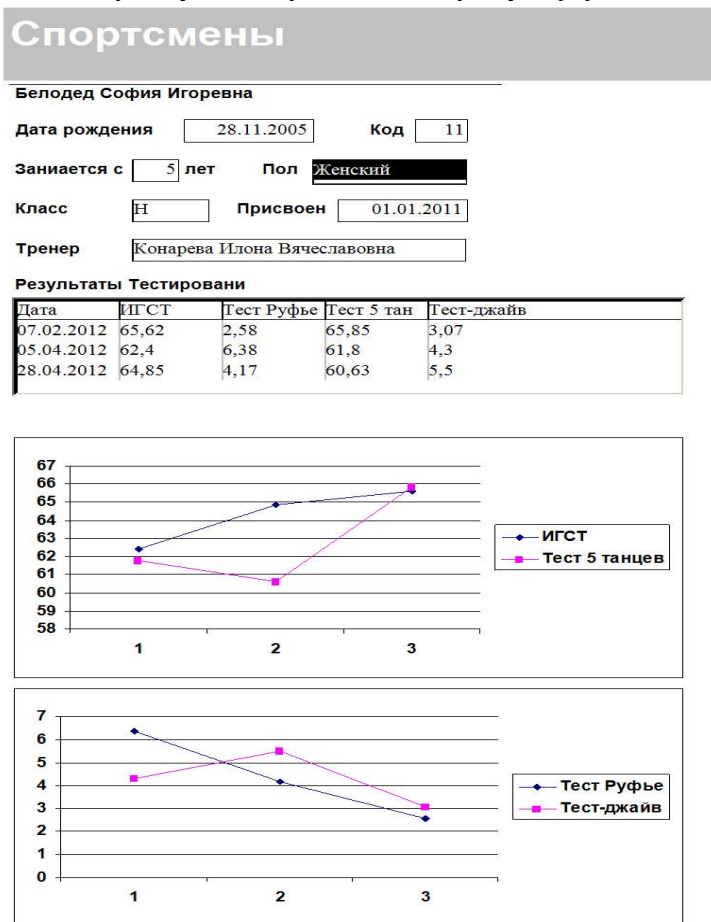 Спортсмены
Белодед София Игоревна
Дата рождения 28.11.2005 Код 11
Заниается с 5 лет Пол Женский
Класс Н Присвоен 01.01.2011
Тренер Конарева Илона Вячеславовна
Результаты Тестировани
Дата ИГСТ Тест Руфье Тест 5 тан Тест-джайв
07.02.2012 65,62 2,58 65,85 3,07
05.04.2012 62,4 6,38 61,8 4,3
28.04.2012 64,85 4,17 60,63 5,5
67
66
65
64
63
62
61
60
59
58
1 2 3
ИГСТ
Тест 5 танцев
7
6
5
4
3
2
1
0
1 2 3
Тест Руфье
Тест-джайв